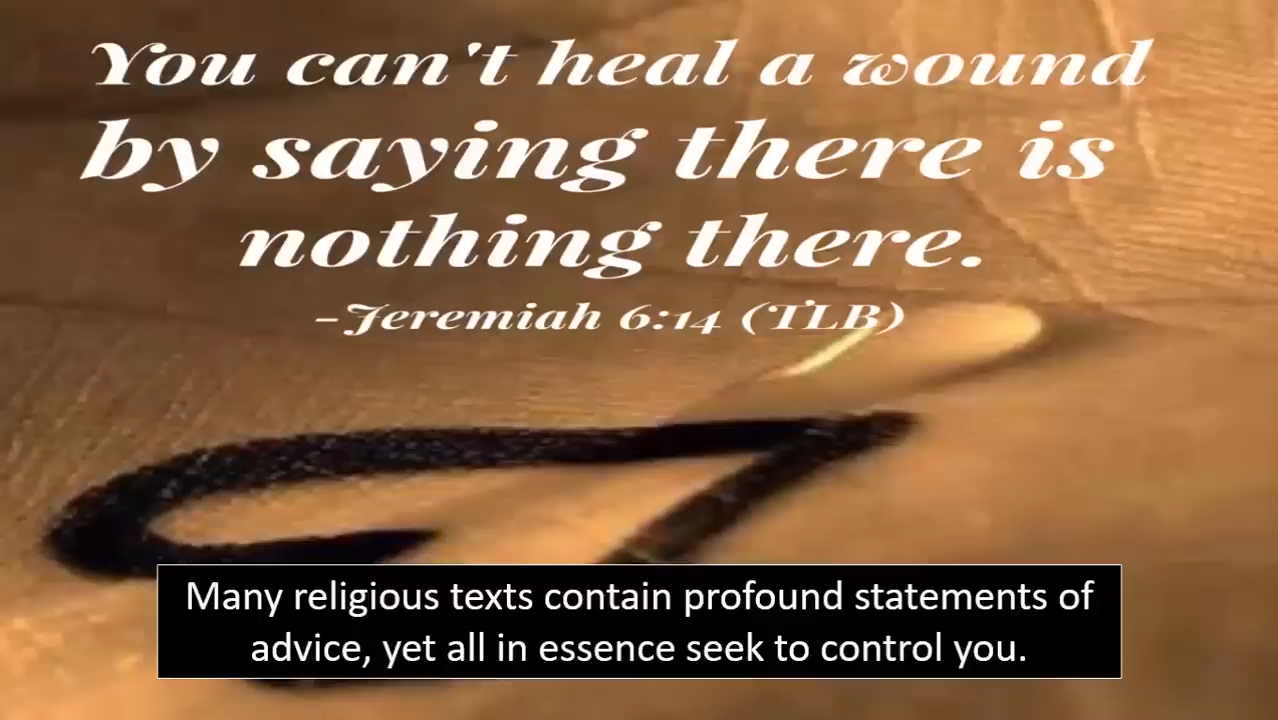 You can't heal a wound
by saying there is
nothing there.
-Jeremiah 6:14 (TLB)
Many religious texts contain profound statements of
advice, yet all in essence seek to control you.